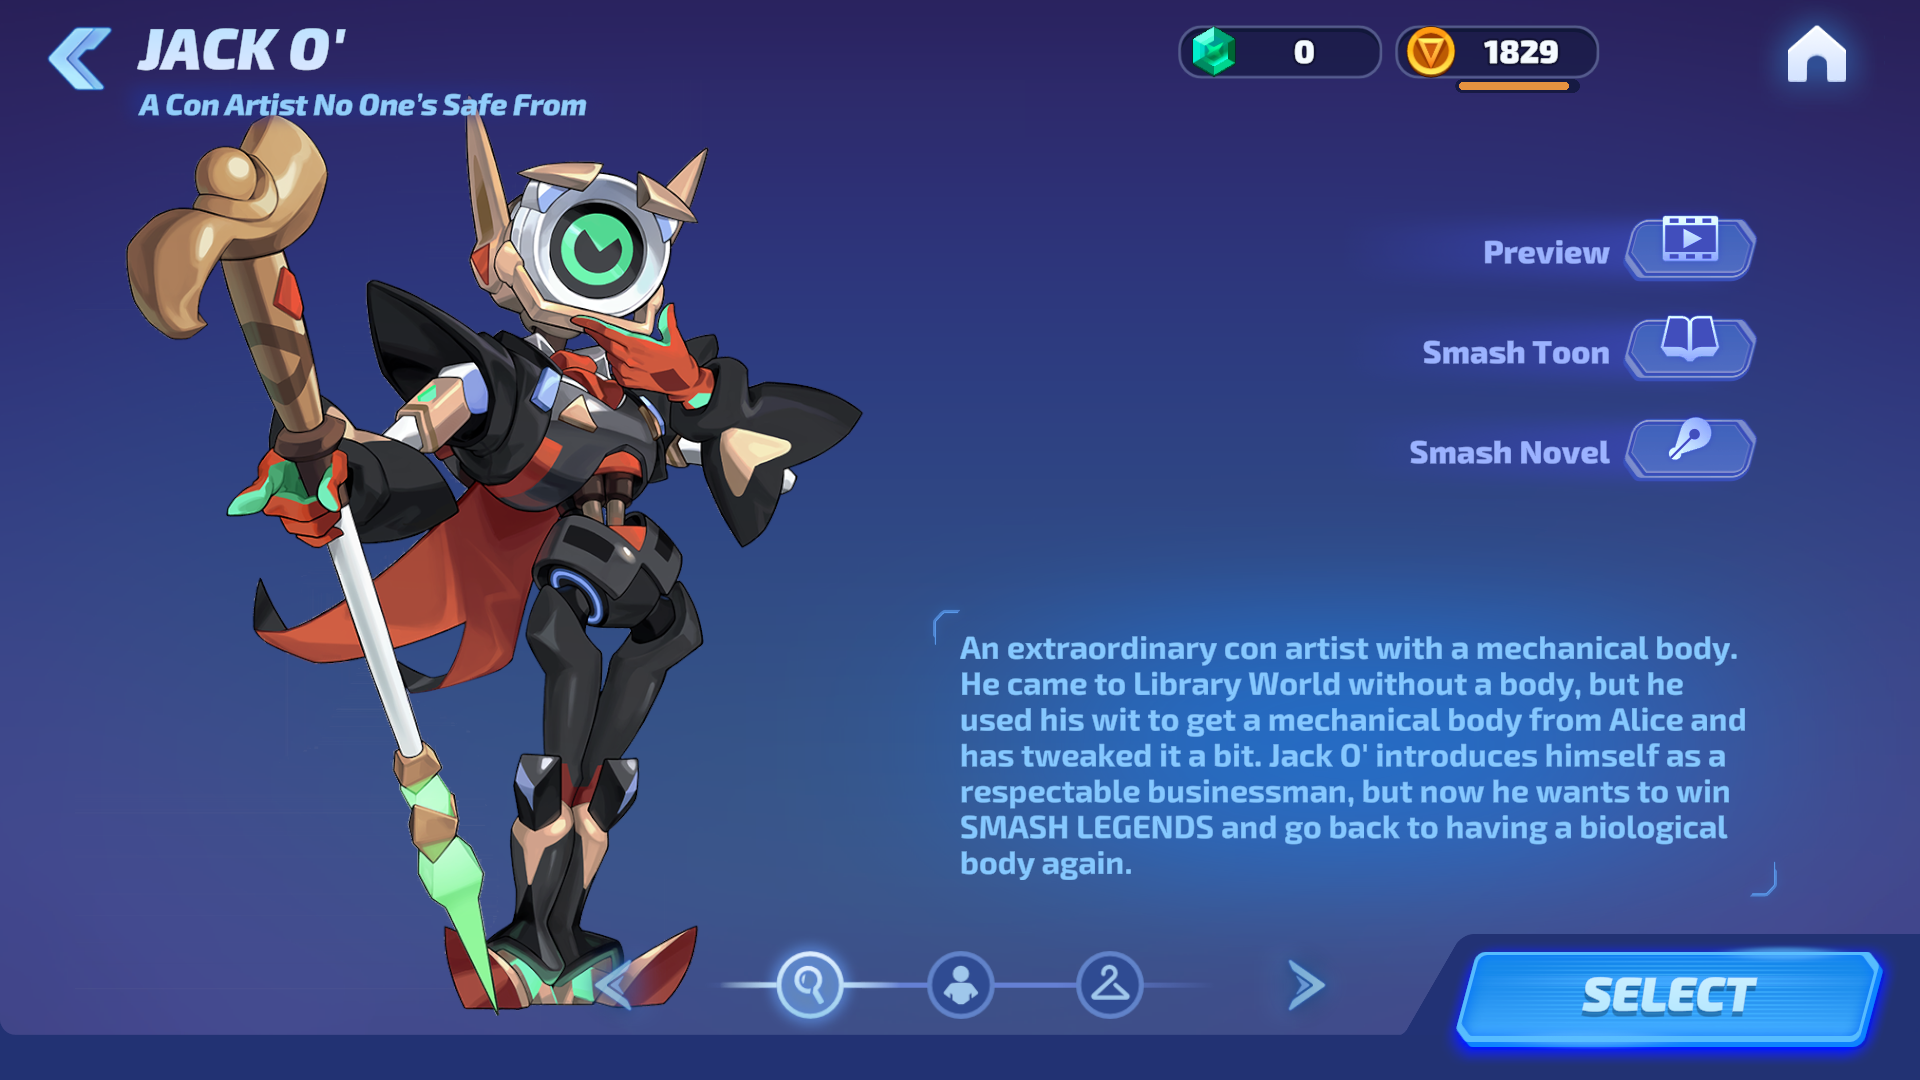 JACK O'
A Con Artist No One's Safe From
0
1829
Preview
Smash Toon
Smash Novel
An extraordinary con artist with a mechanical body.
He came to Library World without a body, but he
used his wit to get a mechanical body from Alice and
has tweaked it a bit. Jack O' introduces himself as a
respectable businessman, but now he wants to win
SMASH LEGENDS and go back to having a biological
body again.
SELECT